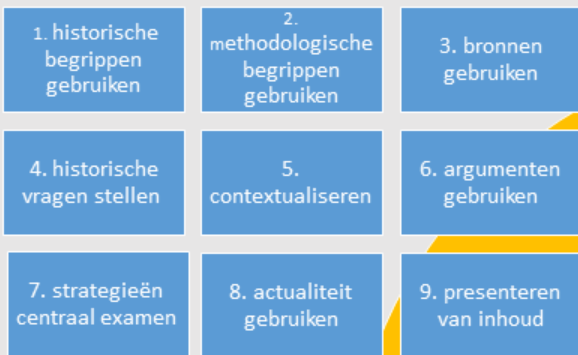 1. historische
begrippen
gebruiken
2.
methodologische
begrippen
gebruiken
3. bronnen
gebruiken
4. historische
vragen stellen
5.
contextualiseren
6. argumenten
gebruiken
7. strategieën
centraal examen
8. actualiteit
gebruiken
9. presenteren
van inhoud